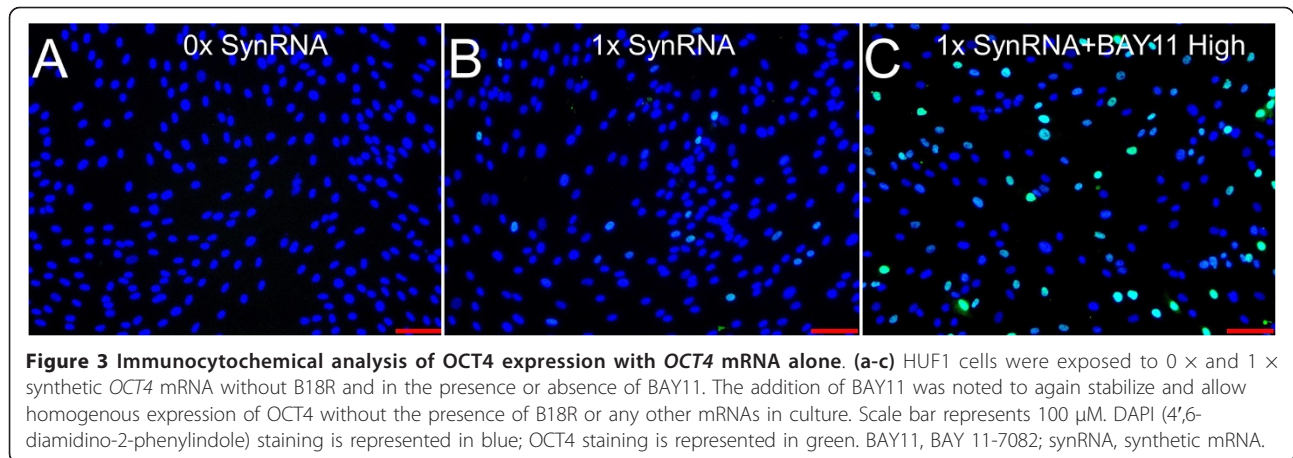 A 0x SynRNA
B 1x SynRNA
C 1x SynRNA+BAY11 High
Figure 3 Immunocytochemical analysis of OCT4 expression with OCT4 mRNA alone. (a-c) HUF1 cells were exposed to 0 × and 1 ×
synthetic OCT4 mRNA without B18R and in the presence or absence of BAY11. The addition of BAY11 was noted to again stabilize and allow
homogenous expression of OCT4 without the presence of B18R or any other mRNAs in culture. Scale bar represents 100 μM. DAPI (4′,6-
diamidino-2-phenylindole) staining is represented in blue; OCT4 staining is represented in green. BAY11, BAY 11-7082; synRNA, synthetic mRNA.